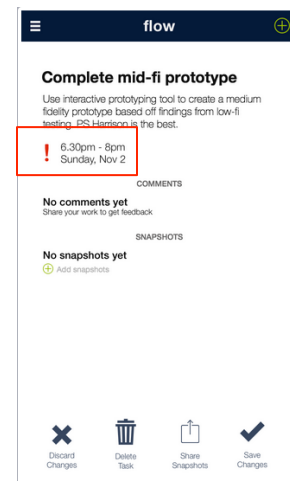 flow
Complete mid-fi prototype
Use interactive prototyping tool to create a medium
fidelity prototype based off findings from low-fi
testing. PS Harrison is the best.
! 6.30pm - 8pm
Sunday, Nov 2
COMMENTS
No comments yet
Share your work to get feedback
SNAPSHOTS
No snapshots yet
Add snapshots
Discard Changes
Delete Task
Share Snapshots
Save Changes